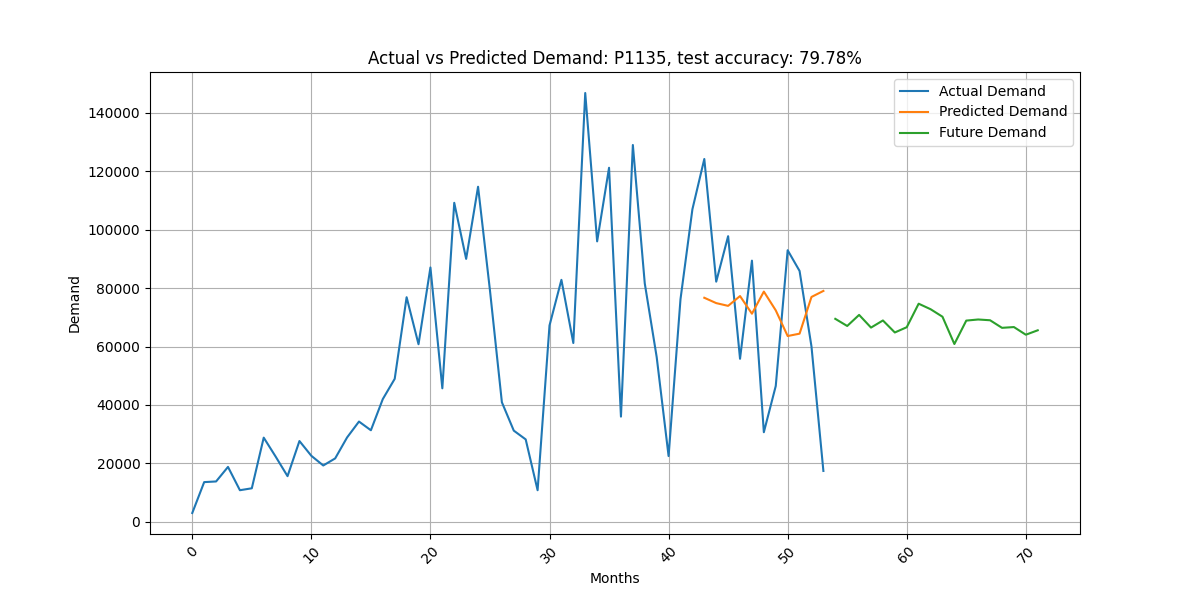 Actual vs Predicted Demand: P1135, test accuracy: 79.78%
Actual Demand
Predicted Demand
Future Demand
Demand
140000
120000
100000
80000
60000
40000
20000
0
0 10 20 30 40 50 60 70
Months